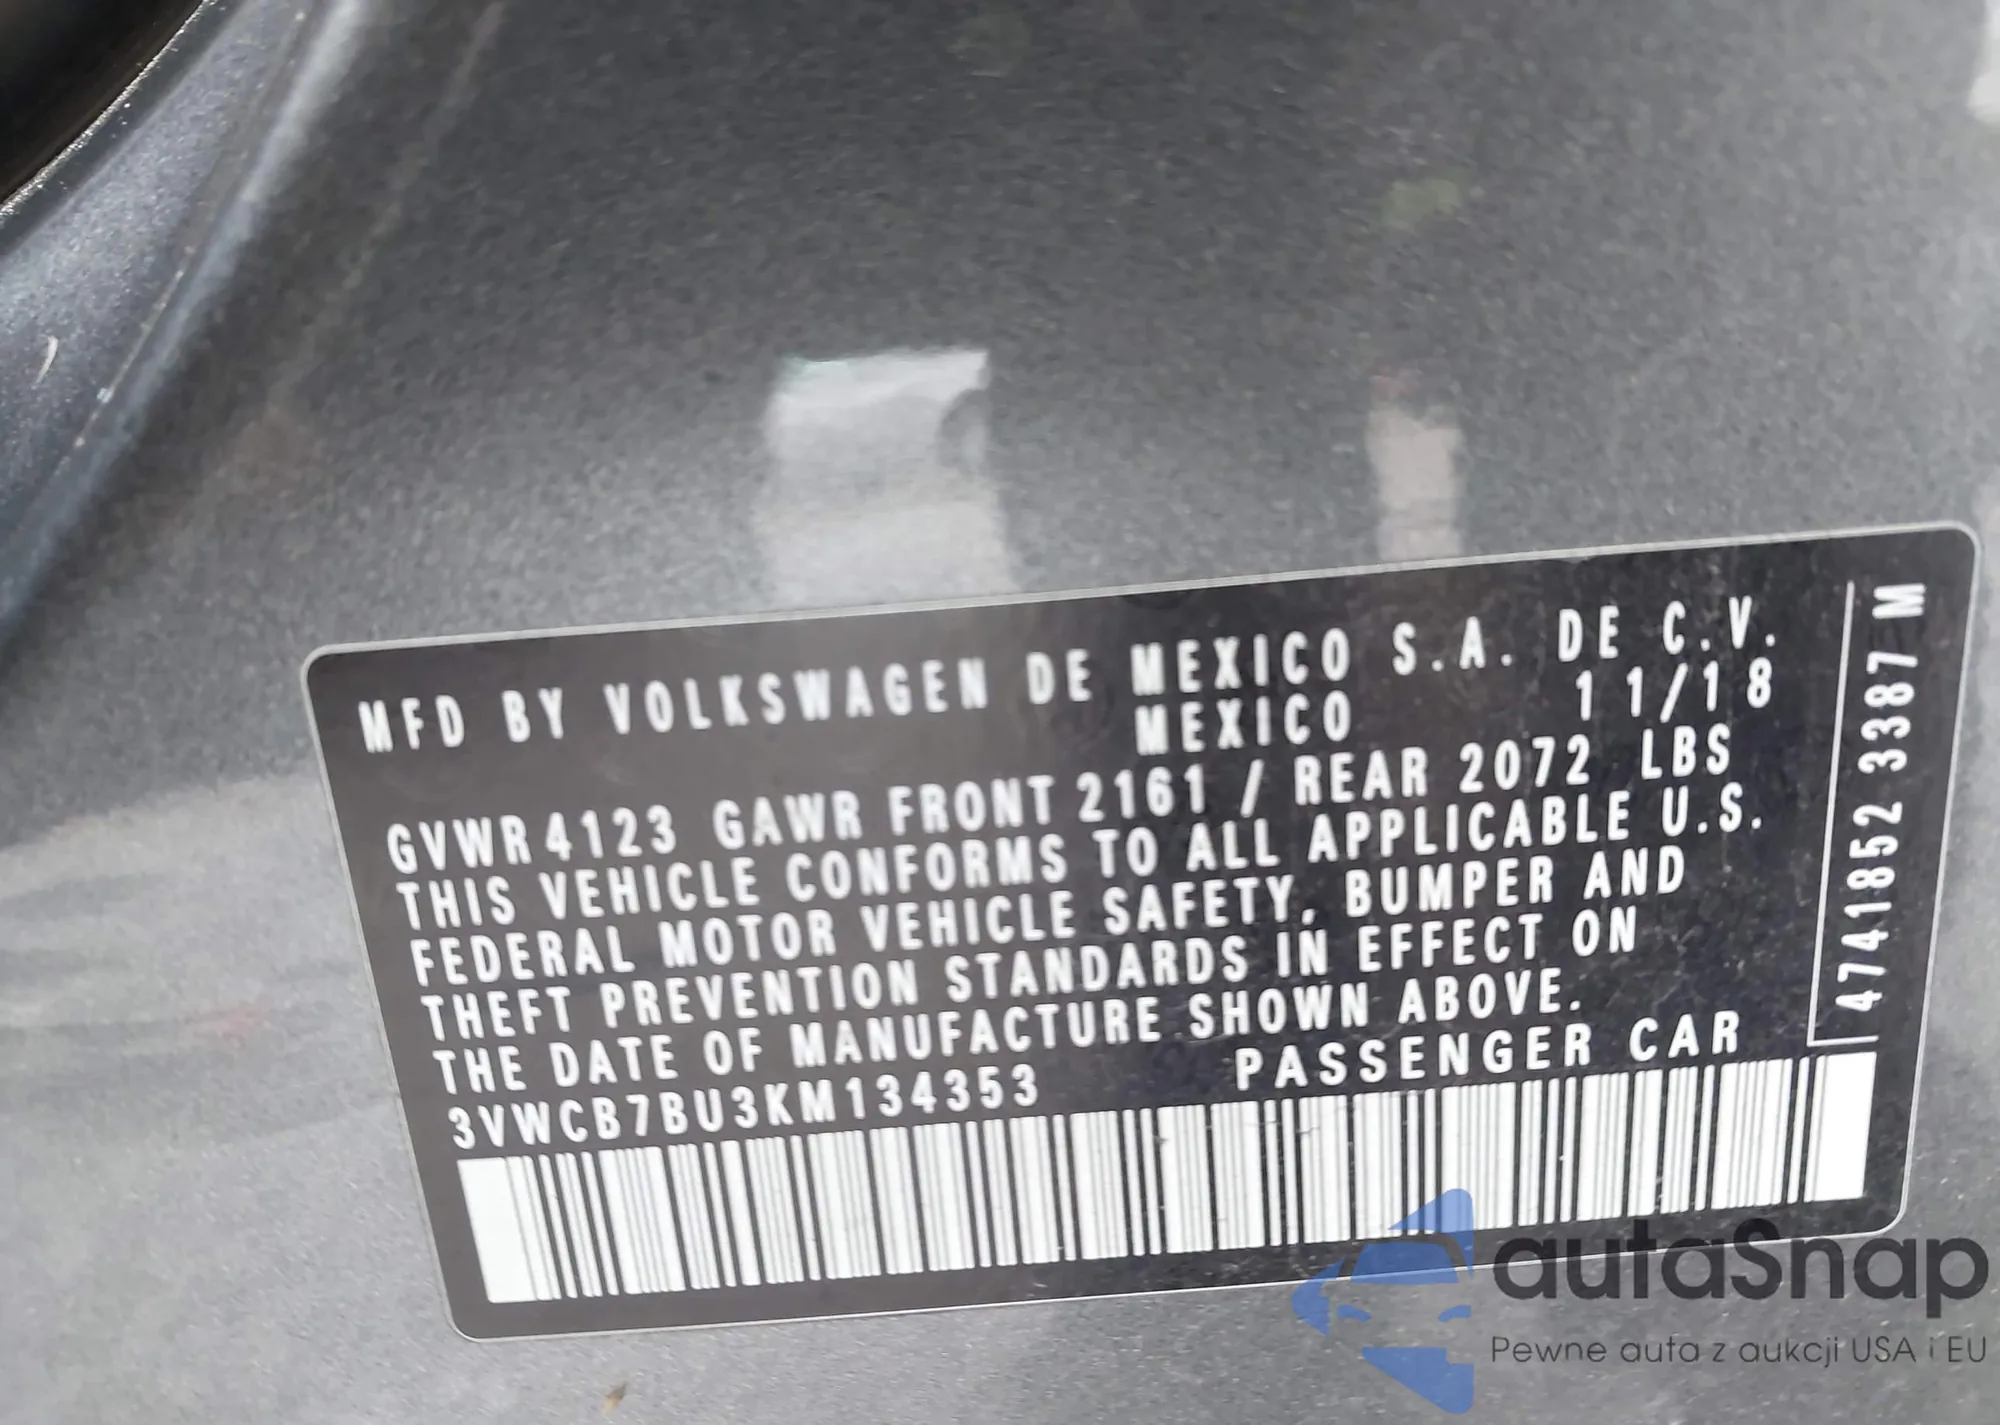 MFD BY VOLKSWAGEN DE MEXICO S.A. DE C.V.
MEXICO 11/18
GVWR 4123 GAWR FRONT 2161 / REAR 2072 LBS
THIS VEHICLE CONFORMS TO ALL APPLICABLE U.S.
FEDERAL MOTOR VEHICLE SAFETY, BUMPER AND
THEFT PREVENTION STANDARDS IN EFFECT ON
THE DATE OF MANUFACTURE SHOWN ABOVE.
3VWCB7BU3KM134353 PASSENGER CAR
4741852 3387 M
autaSnap
Pewne auta z aukcji USA i EU